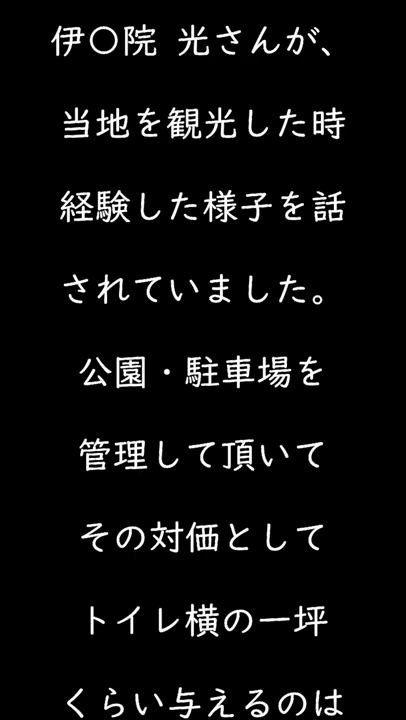 伊〇院 光さんが、
当地を観光した時
経験した様子を話
されていました。
公園・駐車場を
管理して頂いて
その対価として
トイレ横の一坪
くらい与えるのは